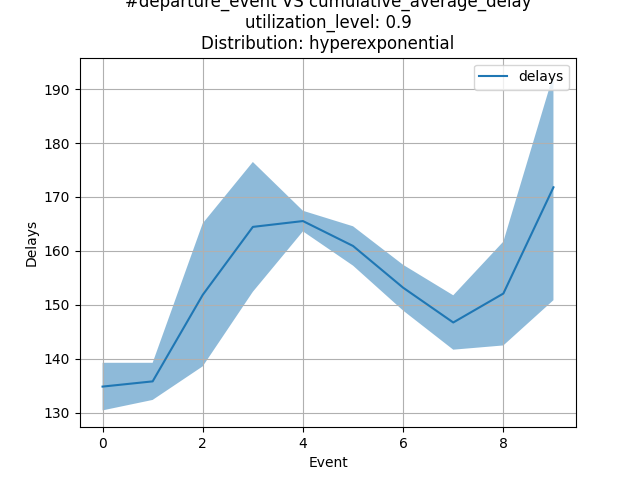 #departure_event VS cumulative_average_delay
utilization_level: 0.9
Distribution: hyperexponential
delays
190
180
170
160
150
140
130
Delays
0 2 4 6 8
Event